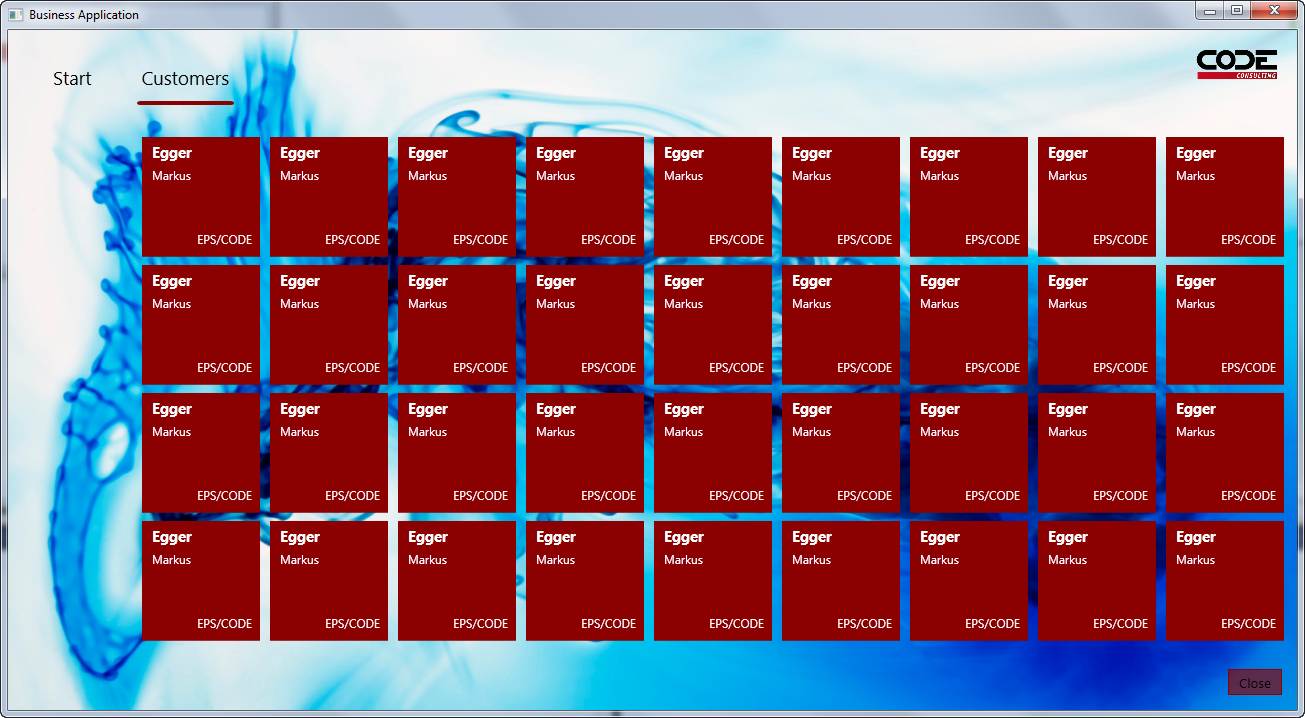 Business Application
Start Customers
CODE
CONSULTING
Egger Egger Egger Egger Egger Egger Egger Egger Egger
Markus Markus Markus Markus Markus Markus Markus Markus Markus
EPS/CODE EPS/CODE EPS/CODE EPS/CODE EPS/CODE EPS/CODE EPS/CODE EPS/CODE EPS/CODE
Egger Egger Egger Egger Egger Egger Egger Egger Egger
Markus Markus Markus Markus Markus Markus Markus Markus Markus
EPS/CODE EPS/CODE EPS/CODE EPS/CODE EPS/CODE EPS/CODE EPS/CODE EPS/CODE EPS/CODE
Egger Egger Egger Egger Egger Egger Egger Egger Egger
Markus Markus Markus Markus Markus Markus Markus Markus Markus
EPS/CODE EPS/CODE EPS/CODE EPS/CODE EPS/CODE EPS/CODE EPS/CODE EPS/CODE EPS/CODE
Egger Egger Egger Egger Egger Egger Egger Egger Egger
Markus Markus Markus Markus Markus Markus Markus Markus Markus
EPS/CODE EPS/CODE EPS/CODE EPS/CODE EPS/CODE EPS/CODE EPS/CODE EPS/CODE EPS/CODE
Close